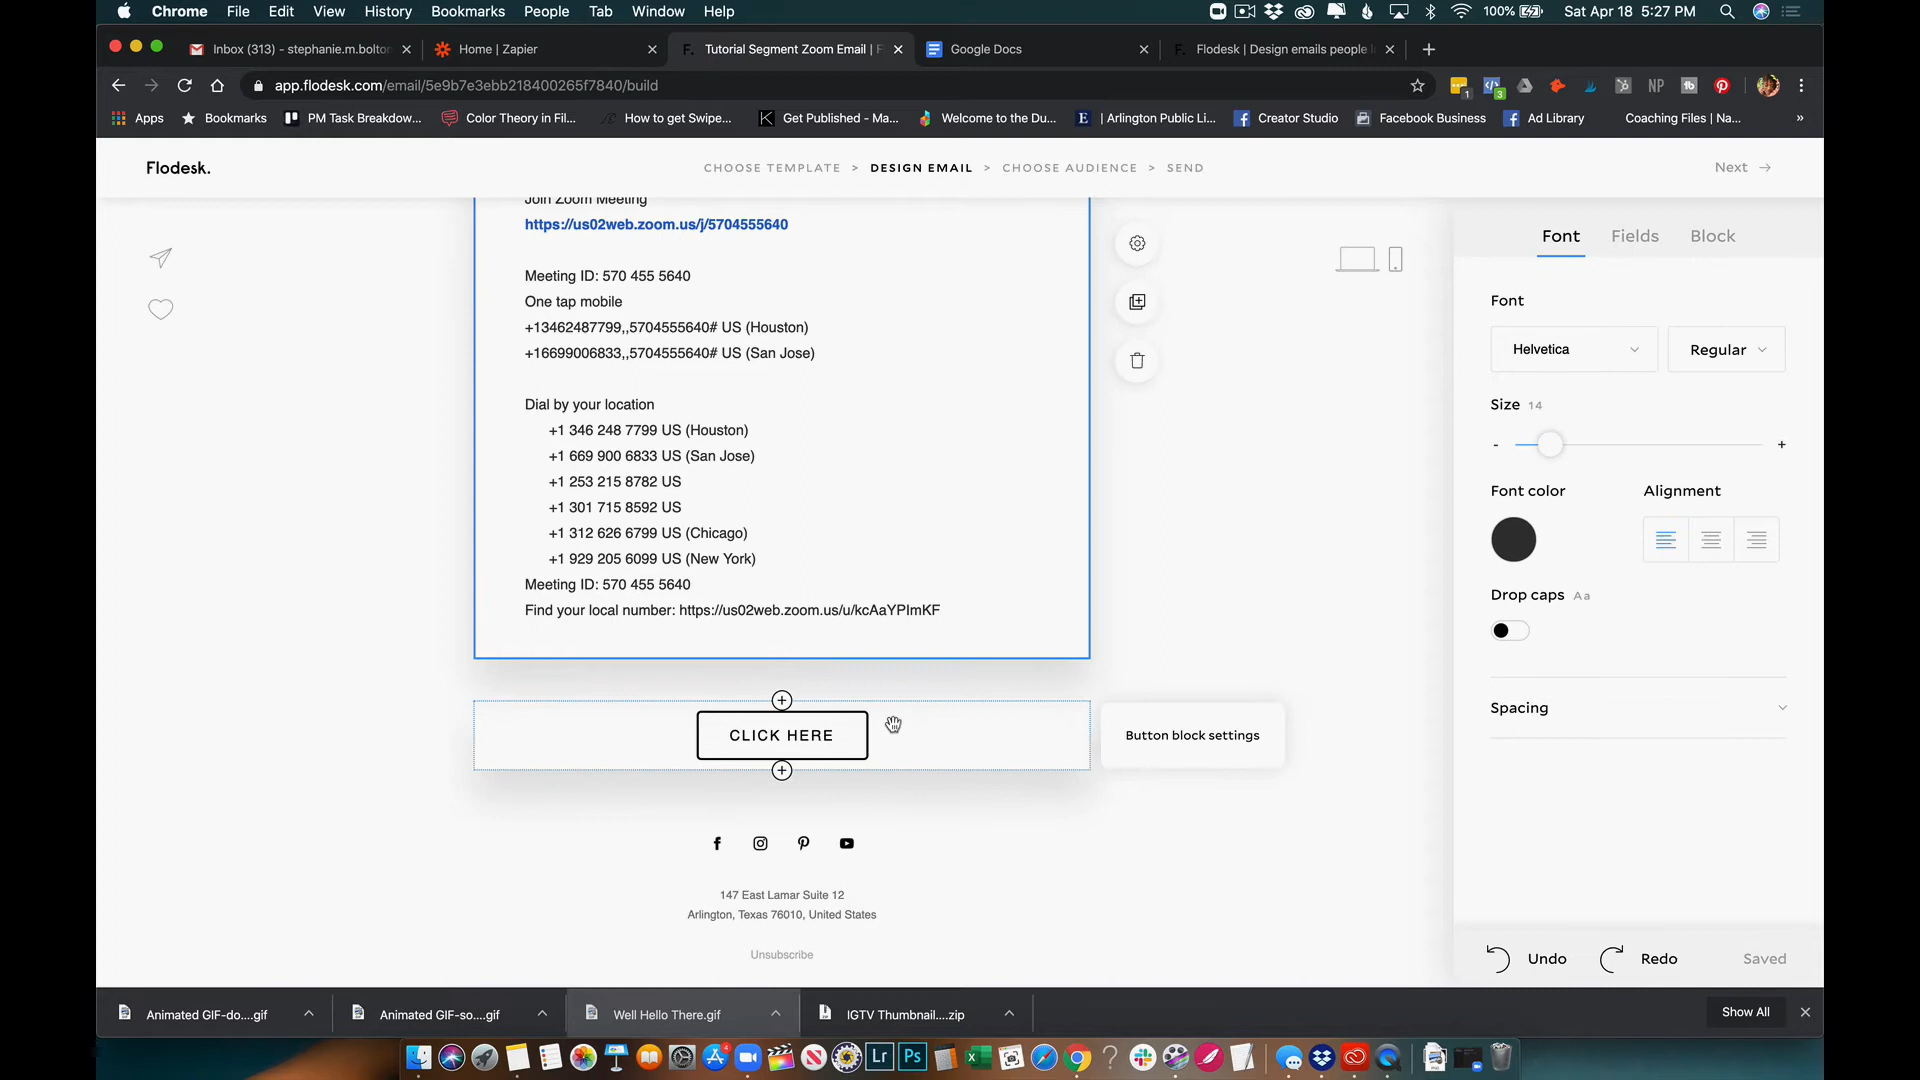 Chrome File Edit View History Bookmarks People Tab Window Help
100% Sat Apr 18 5:27 PM
Inbox (313) - stephanie.m.bolto
Home | Zapier
Tutorial Segment Zoom Email | F
Google Docs
Flodesk | Design emails people l
app.flodesk.com/email/5e9b7e3ebb218400265f7840/build
1
3
NP
Apps
Bookmarks
PM Task Breakdow...
Color Theory in Fil...
How to get Swipe...
Get Published - Ma...
Welcome to the Du...
| Arlington Public Li...
Creator Studio
Facebook Business
Ad Library
Coaching Files | Na...
»
Flodesk.
CHOOSE TEMPLATE > DESIGN EMAIL > CHOOSE AUDIENCE > SEND
Next
Join Zoom Meeting
https://us02web.zoom.us/j/5704555640
Meeting ID: 570 455 5640
One tap mobile
+13462487799,,5704555640# US (Houston)
+16699006833,,5704555640# US (San Jose)
Dial by your location
+1 346 248 7799 US (Houston)
+1 669 900 6833 US (San Jose)
+1 253 215 8782 US
+1 301 715 8592 US
+1 312 626 6799 US (Chicago)
+1 929 205 6099 US (New York)
Meeting ID: 570 455 5640
Find your local number: https://us02web.zoom.us/u/kcAaYPImKF
CLICK HERE
Button block settings
147 East Lamar Suite 12
Arlington, Texas 76010, United States
Unsubscribe
Font Fields Block
Font
Helvetica
Regular
Size 14
- +
Font color
Alignment
Drop caps Aa
Spacing
Undo
Redo
Saved
Animated GIF-do....gif
Animated GIF-so....gif
Well Hello There.gif
IGTV Thumbnail....zip
Show All
Lr
Ps